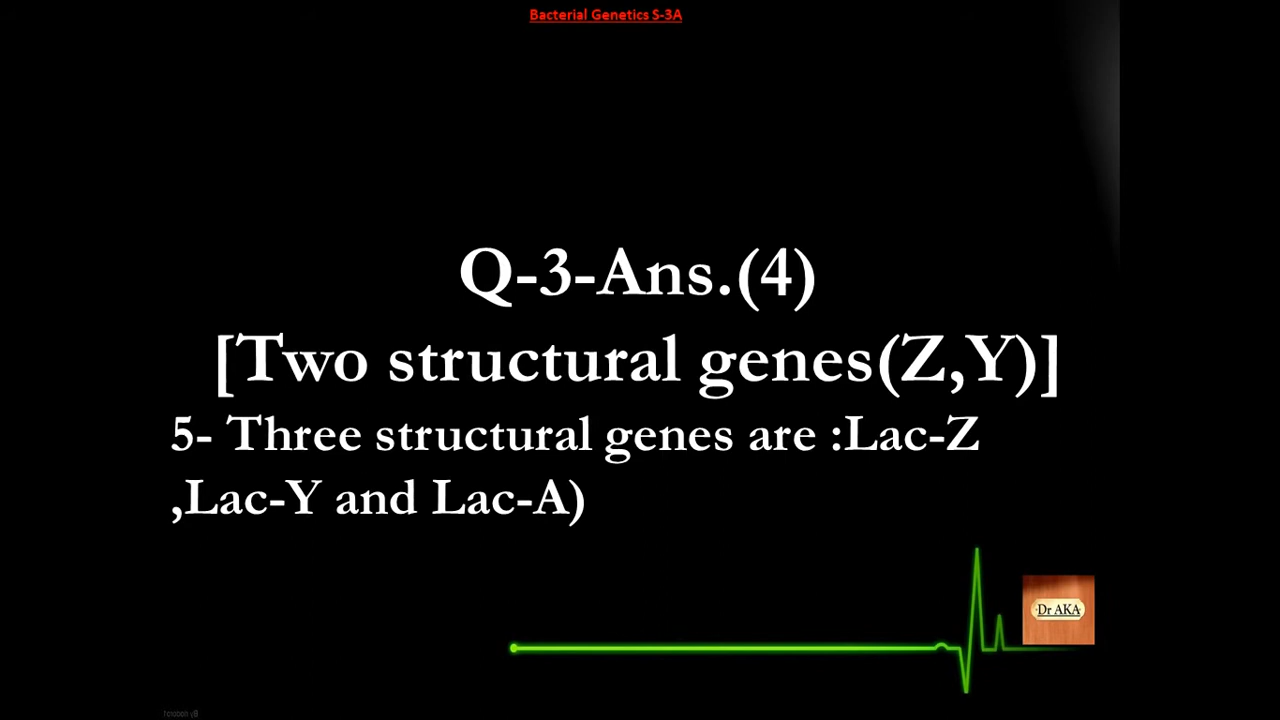 Bacterial Genetics S-3A
Q-3-Ans.(4)
[Two structural genes(Z,Y)]
5- Three structural genes are :Lac-Z
,Lac-Y and Lac-A)
Dr AKA